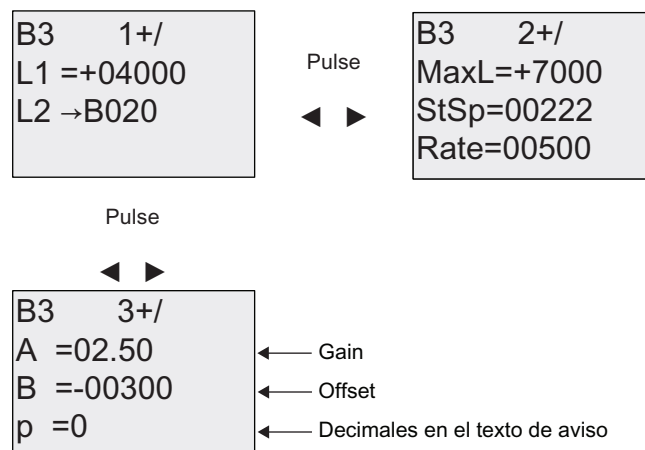 B3 1+/
L1 =+04000
L2 →B020
Pulse
◄ ►
B3 2+/
MaxL=+7000
StSp=00222
Rate=00500
Pulse
◄ ►
B3 3+/
A =02.50
B =-00300
p =0
Gain
Offset
Decimales en el texto de aviso